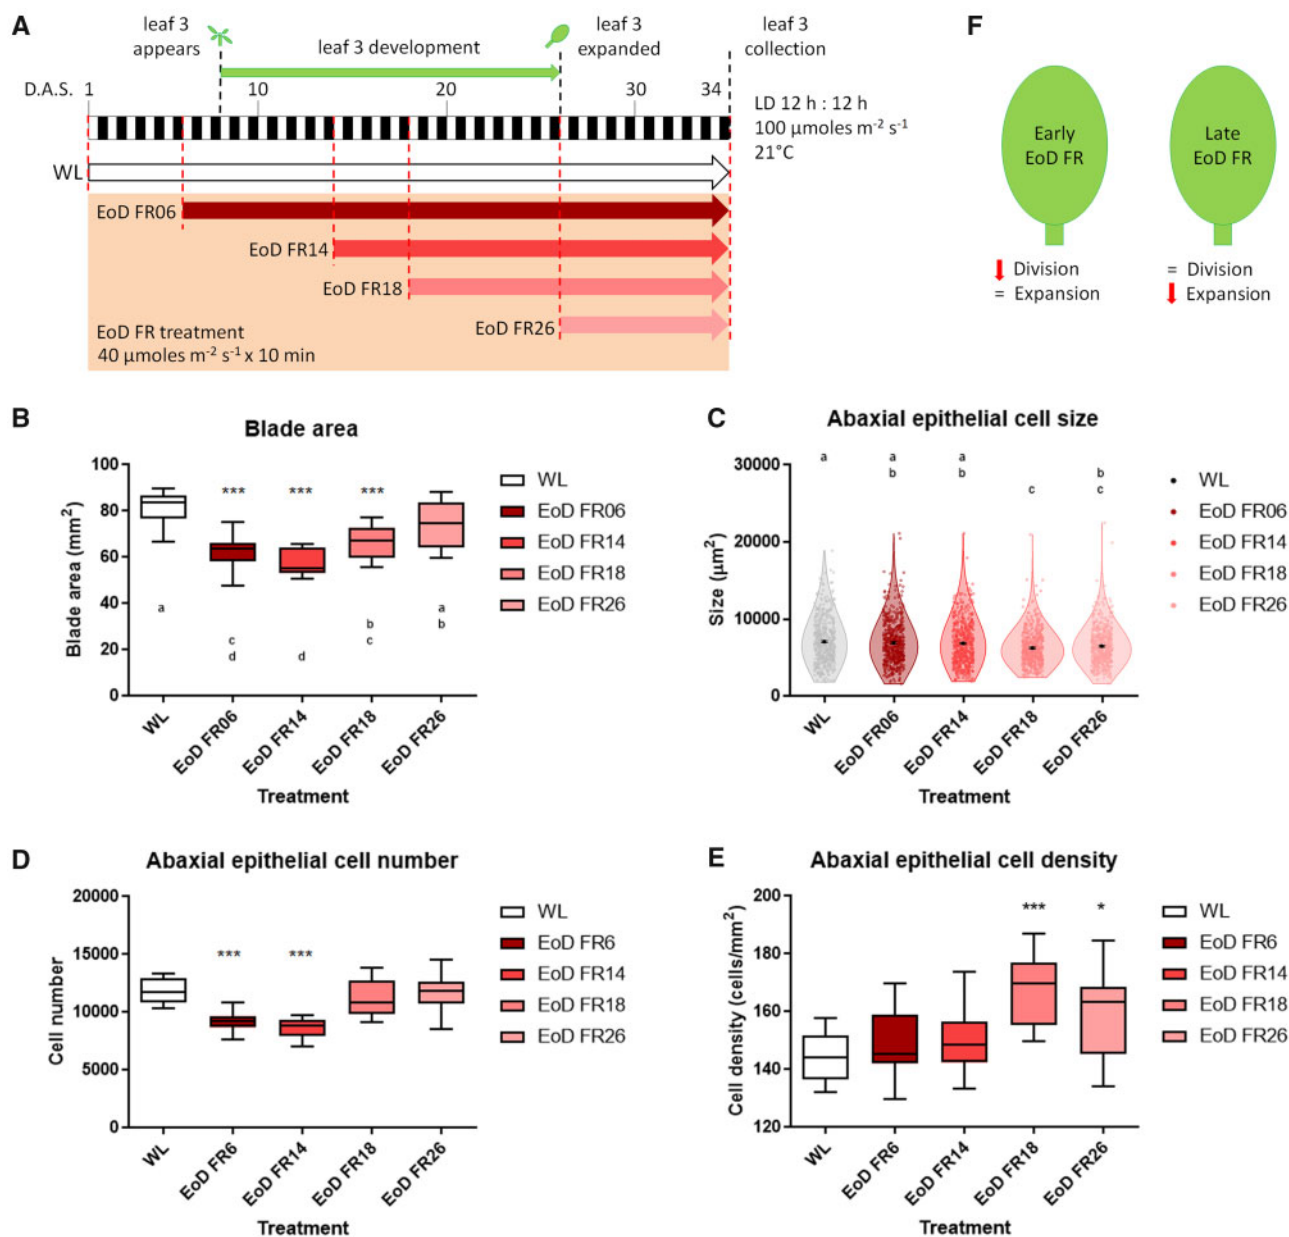 A
leaf 3
appears
leaf 3 development
leaf 3
expanded
leaf 3
collection
D.A.S. 1 10 20 30 34
LD 12 h : 12 h
100 µmoles m⁻² s⁻¹
21°C
WL
EoD FR06
EoD FR14
EoD FR18
EoD FR26
EoD FR treatment
40 µmoles m⁻² s⁻¹ x 10 min
F
Early
EoD FR
Late
EoD FR
Division
= Expansion
= Division
Expansion
B
Blade area
Blade area (mm²)
100
80
60
40
20
0
*** *** ***
a
c
d
d
b
c
a
b
WL
EoD FR06
EoD FR14
EoD FR18
EoD FR26
Treatment
WL
EoD FR06
EoD FR14
EoD FR18
EoD FR26
C
Abaxial epithelial cell size
Size (µm²)
30000
20000
10000
0
a
a
b
a
b
c
b
c
WL
EoD FR06
EoD FR14
EoD FR18
EoD FR26
Treatment
WL
EoD FR06
EoD FR14
EoD FR18
EoD FR26
D
Abaxial epithelial cell number
Cell number
20000
15000
10000
5000
0
*** ***
WL
EoD FR6
EoD FR14
EoD FR18
EoD FR26
Treatment
WL
EoD FR6
EoD FR14
EoD FR18
EoD FR26
E
Abaxial epithelial cell density
Cell density (cells/mm²)
200
180
160
140
120
*** *
WL
EoD FR6
EoD FR14
EoD FR18
EoD FR26
Treatment
WL
EoD FR6
EoD FR14
EoD FR18
EoD FR26